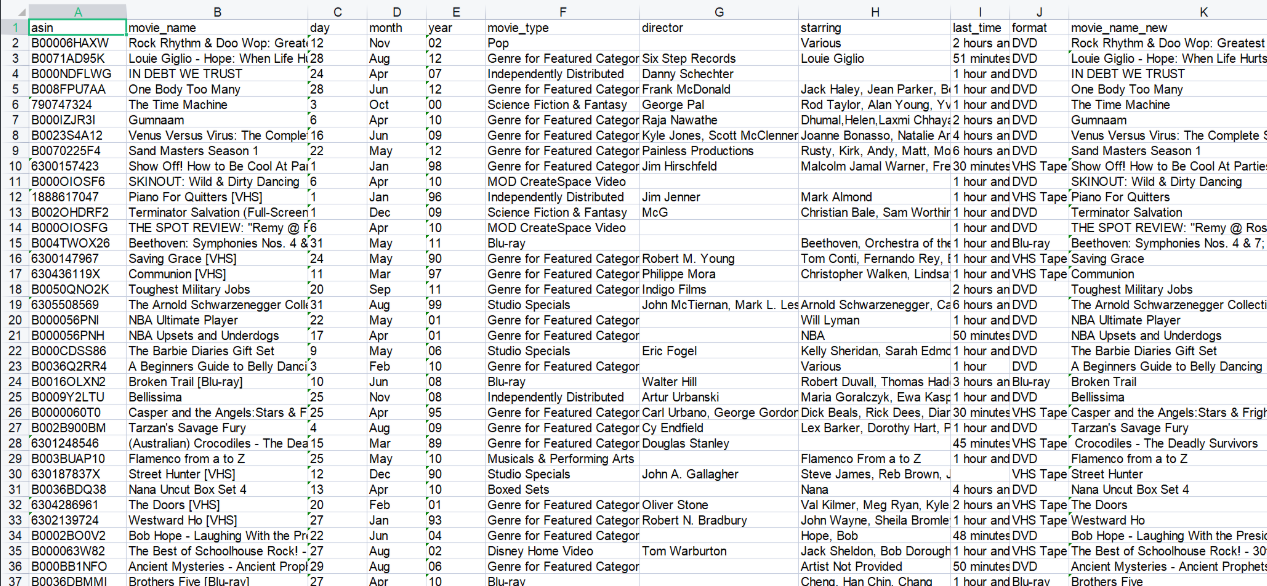 A B C D E F G H I J K
1 asin movie_name day month year movie_type director starring last_time format movie_name_new
2 B00006HAXW Rock Rhythm & Doo Wop: Greate 12 Nov 02 Pop Various 2 hours an DVD Rock Rhythm & Doo Wop: Greatest
3 B0071AD95K Louie Giglio - Hope: When Life Hu 28 Aug 12 Genre for Featured Categor Six Step Records Louie Giglio 51 minutes DVD Louie Giglio - Hope: When Life Hurts
4 B000NDFLWG IN DEBT WE TRUST 24 Apr 07 Independently Distributed Danny Schechter 1 hour and DVD IN DEBT WE TRUST
5 B008FPU7AA One Body Too Many 28 Jun 12 Genre for Featured Categor Frank McDonald Jack Haley, Jean Parker, Be 1 hour and DVD One Body Too Many
6 790747324 The Time Machine 3 Oct 00 Science Fiction & Fantasy George Pal Rod Taylor, Alan Young, Yv 1 hour and DVD The Time Machine
7 B000IZJR3I Gumnaam 6 Apr 10 Genre for Featured Categor Raja Nawathe Dhumal,Helen,Laxmi Chhaya 2 hours an DVD Gumnaam
8 B0023S4A12 Venus Versus Virus: The Comple 16 Jun 09 Genre for Featured Categor Kyle Jones, Scott McClenner Joanne Bonasso, Natalie Ar 4 hours an DVD Venus Versus Virus: The Complete S
9 B0070225F4 Sand Masters Season 1 22 May 12 Genre for Featured Categor Painless Productions Rusty, Kirk, Andy, Matt, Mo 6 hours an DVD Sand Masters Season 1
10 6300157423 Show Off! How to Be Cool At Par 1 Jan 98 Genre for Featured Categor Jim Hirschfeld Malcolm Jamal Warner, Fre 30 minutes VHS Tape Show Off! How to Be Cool At Parties
11 B000OIOSF6 SKINOUT: Wild & Dirty Dancing 6 Apr 10 MOD CreateSpace Video 1 hour and DVD SKINOUT: Wild & Dirty Dancing
12 1888617047 Piano For Quitters [VHS] 1 Jan 96 Independently Distributed Jim Jenner Mark Almond 1 hour and VHS Tape Piano For Quitters
13 B002OHDRF2 Terminator Salvation (Full-Screen 1 Dec 09 Science Fiction & Fantasy McG Christian Bale, Sam Worthin 1 hour and DVD Terminator Salvation
14 B000OIOSFG THE SPOT REVIEW: "Remy @ F 6 Apr 10 MOD CreateSpace Video 1 hour and DVD THE SPOT REVIEW: "Remy @ Ros
15 B004TWOX26 Beethoven: Symphonies Nos. 4 & 31 May 11 Blu-ray Beethoven, Orchestra of the 1 hour and Blu-ray Beethoven: Symphonies Nos. 4 & 7;
16 6300147967 Saving Grace [VHS] 24 May 90 Genre for Featured Categor Robert M. Young Tom Conti, Fernando Rey, E 1 hour and VHS Tape Saving Grace
17 630436119X Communion [VHS] 11 Mar 97 Genre for Featured Categor Philippe Mora Christopher Walken, Lindsa 1 hour and VHS Tape Communion
18 B0050QNO2K Toughest Military Jobs 20 Sep 11 Genre for Featured Categor Indigo Films 2 hours an DVD Toughest Military Jobs
19 6305508569 The Arnold Schwarzenegger Colle 31 Aug 99 Studio Specials John McTiernan, Mark L. Les Arnold Schwarzenegger, Ca 6 hours an DVD The Arnold Schwarzenegger Collecti
20 B000056PNI NBA Ultimate Player 22 May 01 Genre for Featured Categor Will Lyman 1 hour and DVD NBA Ultimate Player
21 B000056PNH NBA Upsets and Underdogs 17 Apr 01 Genre for Featured Categor NBA 50 minutes DVD NBA Upsets and Underdogs
22 B000CDSS86 The Barbie Diaries Gift Set 9 May 06 Studio Specials Eric Fogel Kelly Sheridan, Sarah Edmo 1 hour and DVD The Barbie Diaries Gift Set
23 B0036Q2RR4 A Beginners Guide to Belly Danci 3 Feb 10 Genre for Featured Categor Various 1 hour DVD A Beginners Guide to Belly Dancing
24 B0016OLXN2 Broken Trail [Blu-ray] 10 Jun 08 Blu-ray Walter Hill Robert Duvall, Thomas Had 3 hours an Blu-ray Broken Trail
25 B0009Y2LTU Bellissima 25 Nov 08 Independently Distributed Artur Urbanski Maria Goralczyk, Ewa Kasp 1 hour and DVD Bellissima
26 B0000060T0 Casper and the Angels:Stars & F 25 Apr 95 Genre for Featured Categor Carl Urbano, George Gordon Dick Beals, Rick Dees, Dian 30 minutes VHS Tape Casper and the Angels:Stars & Frigh
27 B002B900BM Tarzan's Savage Fury 4 Aug 09 Genre for Featured Categor Cy Endfield Lex Barker, Dorothy Hart, P 1 hour and DVD Tarzan's Savage Fury
28 6301248546 (Australian) Crocodiles - The Dea 15 Mar 89 Genre for Featured Categor Douglas Stanley 45 minutes VHS Tape Crocodiles - The Deadly Survivors
29 B003BUAP10 Flamenco from a to Z 25 May 10 Musicals & Performing Arts Flamenco From a to Z 1 hour and DVD Flamenco from a to Z
30 630187837X Street Hunter [VHS] 12 Dec 90 Studio Specials John A. Gallagher Steve James, Reb Brown, J VHS Tape Street Hunter
31 B0036BDQ38 Nana Uncut Box Set 4 13 Apr 10 Boxed Sets Nana 4 hours an DVD Nana Uncut Box Set 4
32 6304286961 The Doors [VHS] 20 Feb 01 Genre for Featured Categor Oliver Stone Val Kilmer, Meg Ryan, Kyle 2 hours an VHS Tape The Doors
33 6302139724 Westward Ho [VHS] 27 Jan 93 Genre for Featured Categor Robert N. Bradbury John Wayne, Sheila Bromle 1 hour and VHS Tape Westward Ho
34 B0002BO0V2 Bob Hope - Laughing With the Pre 22 Jun 04 Genre for Featured Categor Hope, Bob 48 minutes DVD Bob Hope - Laughing With the Presid
35 B000063W82 The Best of Schoolhouse Rock! - 27 Aug 02 Disney Home Video Tom Warburton Jack Sheldon, Bob Dorough 1 hour and VHS Tape The Best of Schoolhouse Rock! - 30
36 B000BB1NFO Ancient Mysteries - Ancient Proph 29 Aug 06 Genre for Featured Categor Artist Not Provided 50 minutes DVD Ancient Mysteries - Ancient Prophets
37 B0036DBMMI Brothers Five [Blu-ray] 27 Apr 10 Blu-ray Cheng, Han Chin, Chang 1 hour and Blu-ray Brothers Five